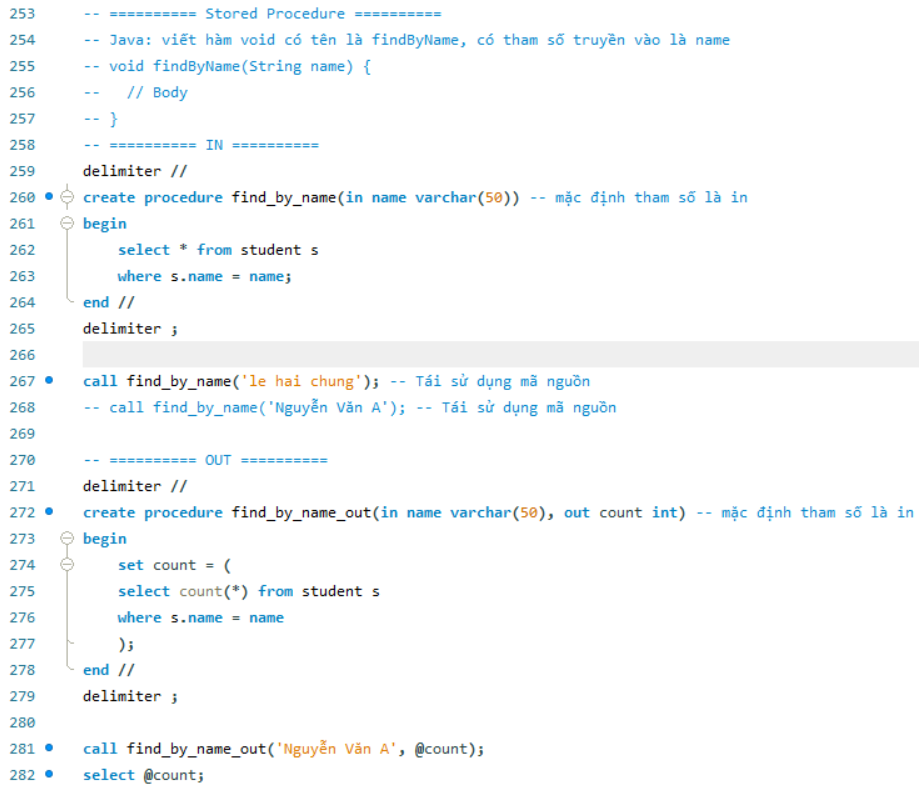 253 -- ========== Stored Procedure ==========
254 -- Java: viết hàm void có tên là findByName, có tham số truyền vào là name
255 -- void findByName(String name) {
256 --   // Body
257 -- }
258 -- ========== IN ==========
259 delimiter //
260 create procedure find_by_name(in name varchar(50)) -- mặc định tham số là in
261 begin
262     select * from student s
263     where s.name = name;
264 end //
265 delimiter ;
266
267 call find_by_name('le hai chung'); -- Tái sử dụng mã nguồn
268 -- call find_by_name('Nguyễn Văn A'); -- Tái sử dụng mã nguồn
269
270 -- ========== OUT ==========
271 delimiter //
272 create procedure find_by_name_out(in name varchar(50), out count int) -- mặc định tham số là in
273 begin
274     set count = (
275     select count(*) from student s
276     where s.name = name
277     );
278 end //
279 delimiter ;
280
281 call find_by_name_out('Nguyễn Văn A', @count);
282 select @count;